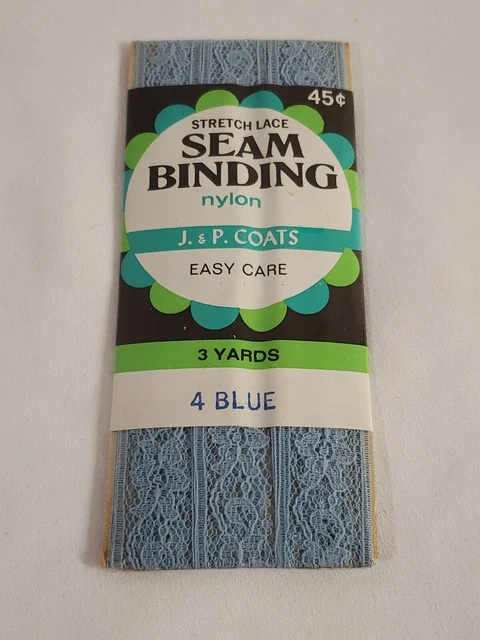 45¢
STRETCH LACE
SEAM
BINDING
nylon
J. & P. COATS
EASY CARE
3 YARDS
4 BLUE